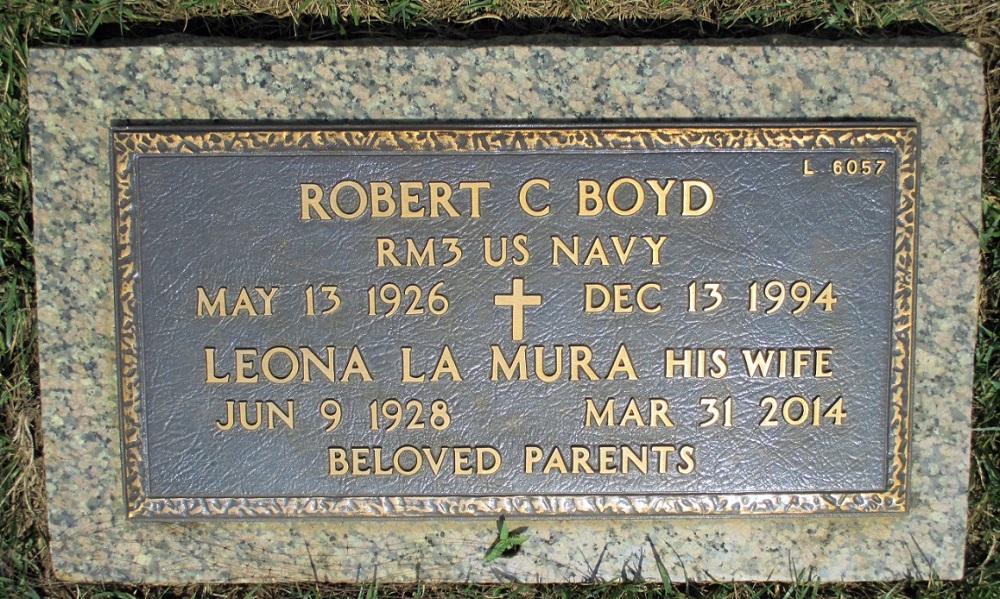 L 6057
ROBERT C BOYD
RM3 US NAVY
MAY 13 1926 DEC 13 1994
LEONA LA MURA HIS WIFE
JUN 9 1928 MAR 31 2014
BELOVED PARENTS